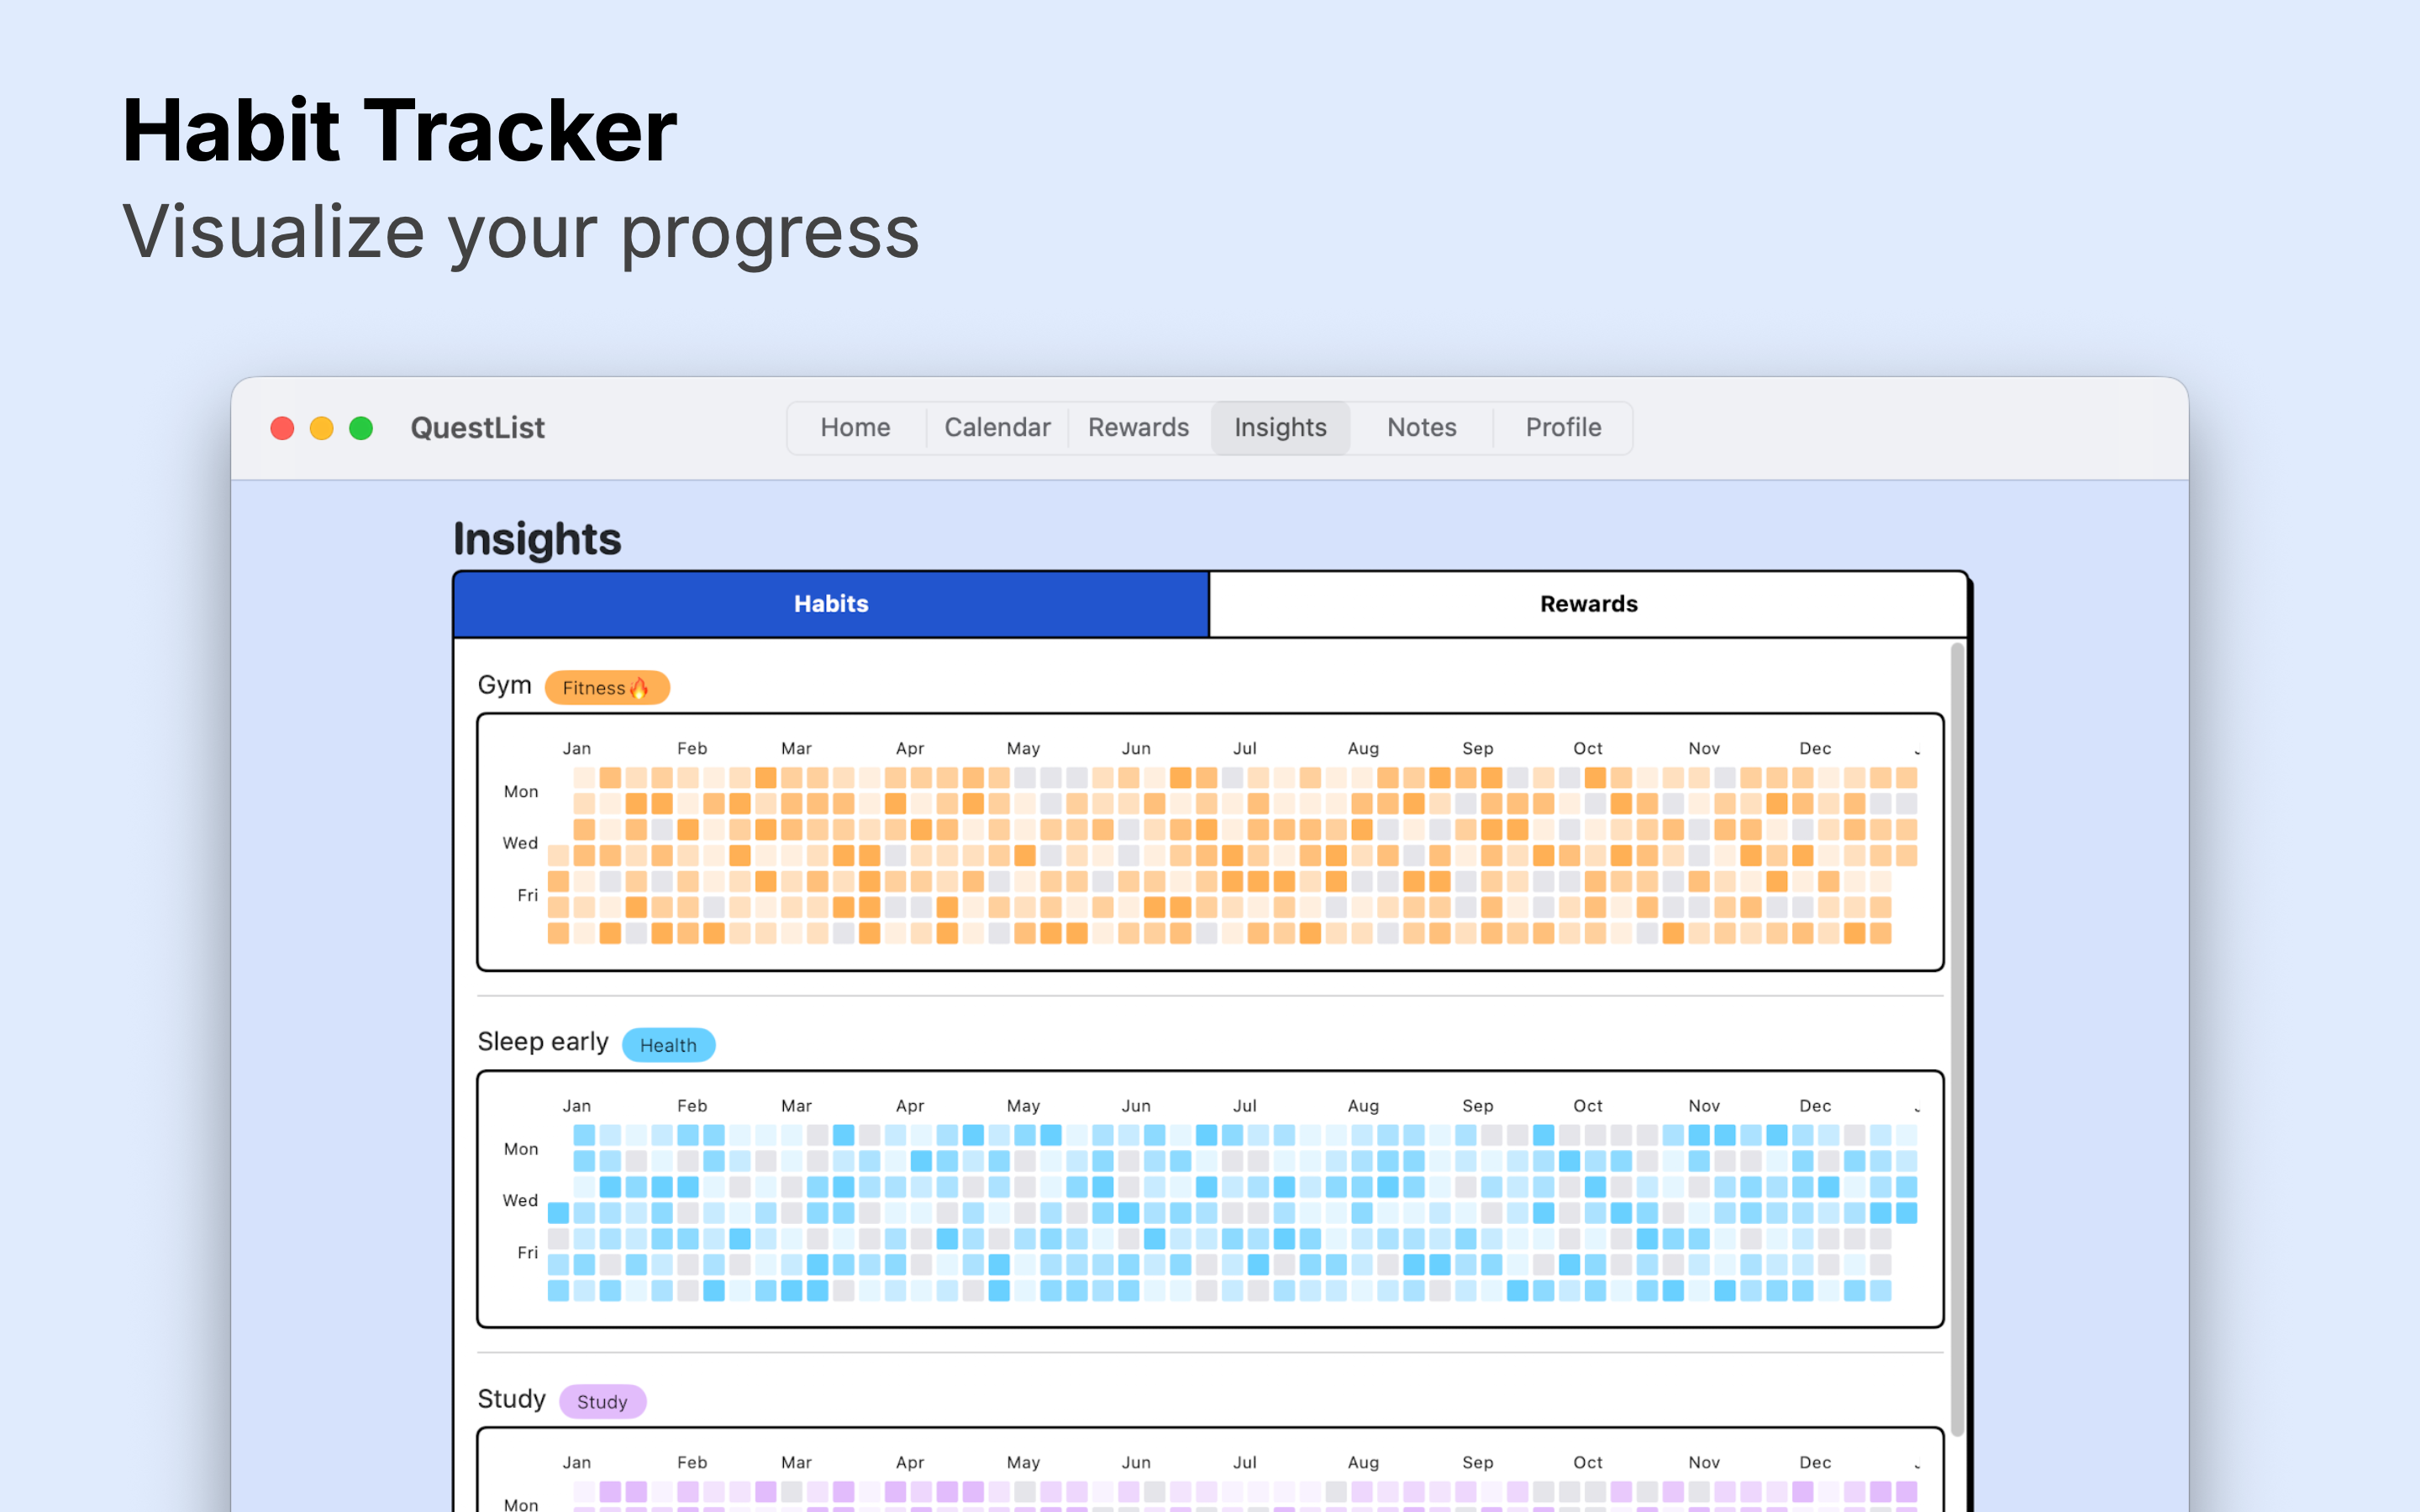 Habit Tracker
Visualize your progress
QuestList
Home Calendar Rewards Insights Notes Profile
Insights
Habits Rewards
Gym Fitness🔥
Jan Feb Mar Apr May Jun Jul Aug Sep Oct Nov Dec
Mon
Wed
Fri
Sleep early Health
Jan Feb Mar Apr May Jun Jul Aug Sep Oct Nov Dec
Mon
Wed
Fri
Study Study
Jan Feb Mar Apr May Jun Jul Aug Sep Oct Nov Dec
Mon